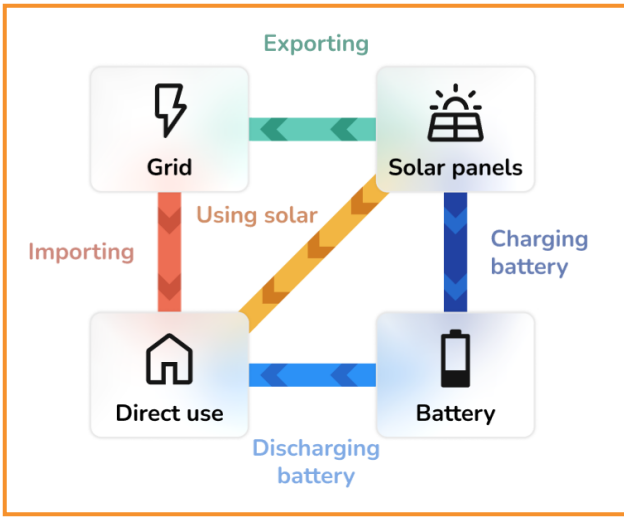 Exporting
Grid
Solar panels
Using solar
Importing
Charging
battery
Direct use
Battery
Discharging
battery